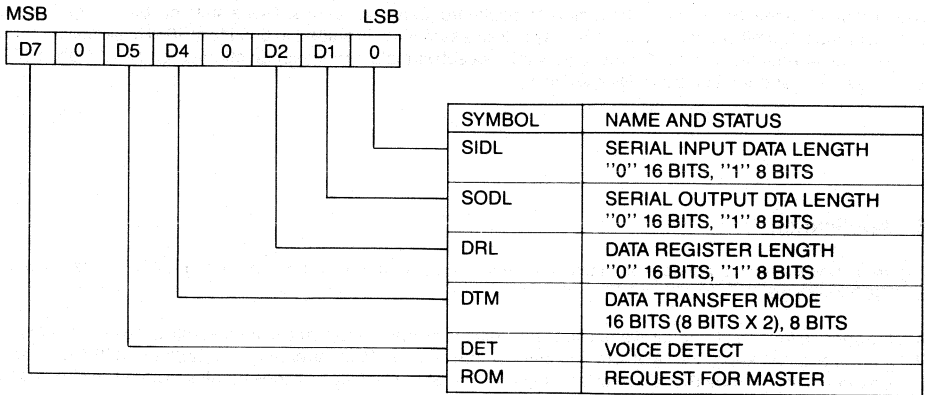 MSB LSB
D7 0 D5 D4 0 D2 D1 0
SYMBOL NAME AND STATUS
SIDL SERIAL INPUT DATA LENGTH
''0'' 16 BITS, ''1'' 8 BITS
SODL SERIAL OUTPUT DTA LENGTH
''0'' 16 BITS, ''1'' 8 BITS
DRL DATA REGISTER LENGTH
''0'' 16 BITS, ''1'' 8 BITS
DTM DATA TRANSFER MODE
16 BITS (8 BITS X 2), 8 BITS
DET VOICE DETECT
ROM REQUEST FOR MASTER